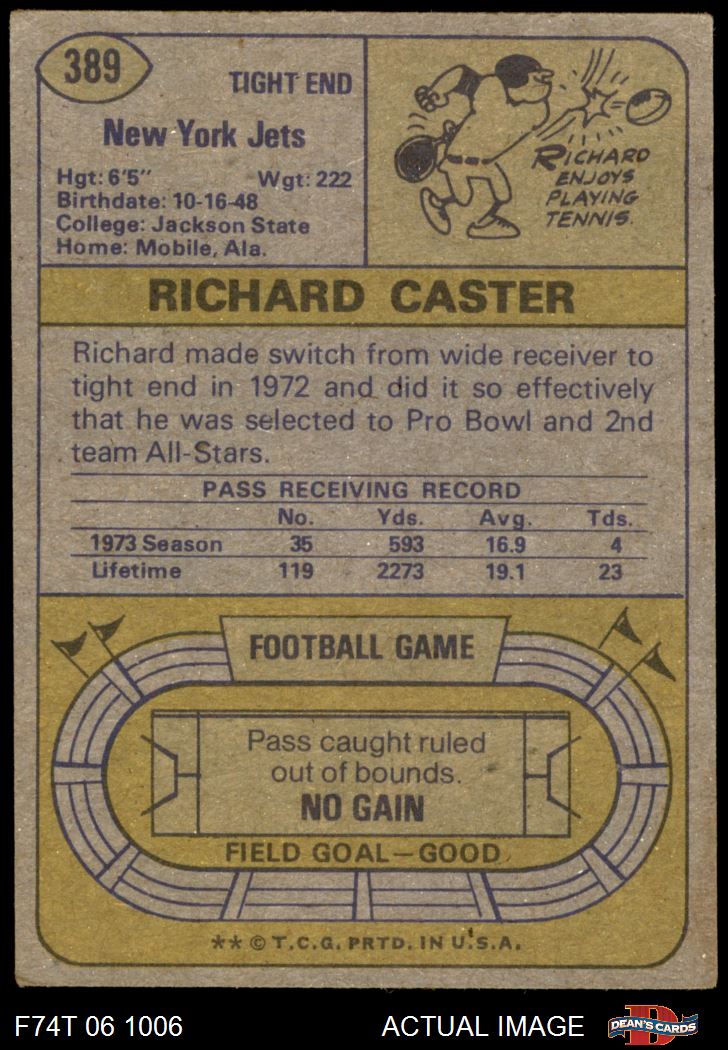 389
TIGHT END
New York Jets
Hgt: 6'5" Wgt: 222
Birthdate: 10-16-48
College: Jackson State
Home: Mobile, Ala.
RICHARD
ENJOYS
PLAYING
TENNIS.
RICHARD CASTER
Richard made switch from wide receiver to
tight end in 1972 and did it so effectively
that he was selected to Pro Bowl and 2nd
team All-Stars.
PASS RECEIVING RECORD
No. Yds. Avg. Tds.
1973 Season 35 593 16.9 4
Lifetime 119 2273 19.1 23
FOOTBALL GAME
Pass caught ruled
out of bounds.
NO GAIN
FIELD GOAL—GOOD
** © T.C.G. PRTD. IN U.S.A.
F74T 06 1006 ACTUAL IMAGE
D
DEAN'S CARDS